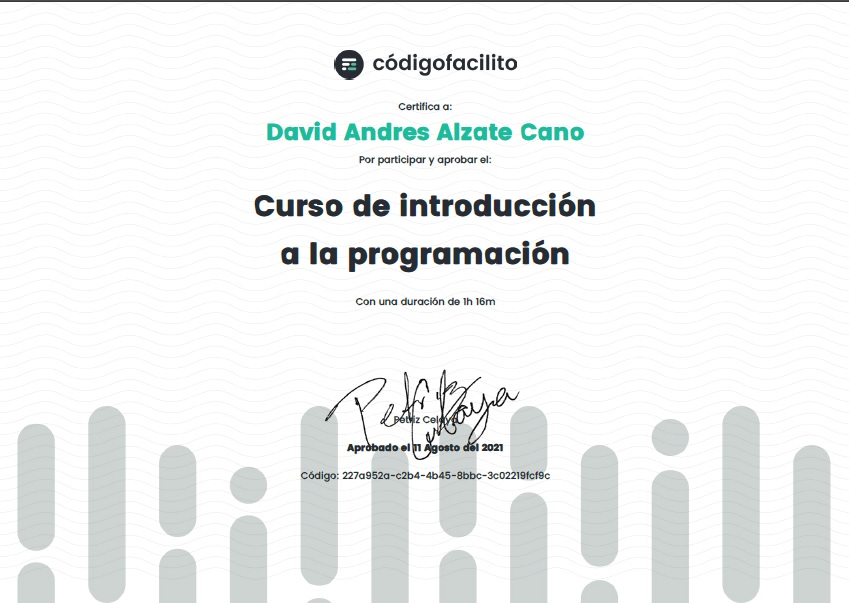 códigofacilito
Certifica a:
David Andres Alzate Cano
Por participar y aprobar el:
Curso de introducción
a la programación
Con una duración de 1h 16m
Petriz Celaya
Aprobado el 11 Agosto del 2021
Código: 227a952a-c2b4-4b45-8bbc-3c02219fcf9c